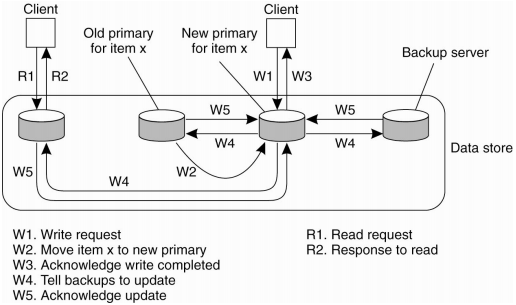 Client
Client
Old primary
for item x
New primary
for item x
Backup server
R1
R2
W1
W3
W5
W5
W4
W4
W5
W4
W2
Data store
W1. Write request
W2. Move item x to new primary
W3. Acknowledge write completed
W4. Tell backups to update
W5. Acknowledge update
R1. Read request
R2. Response to read